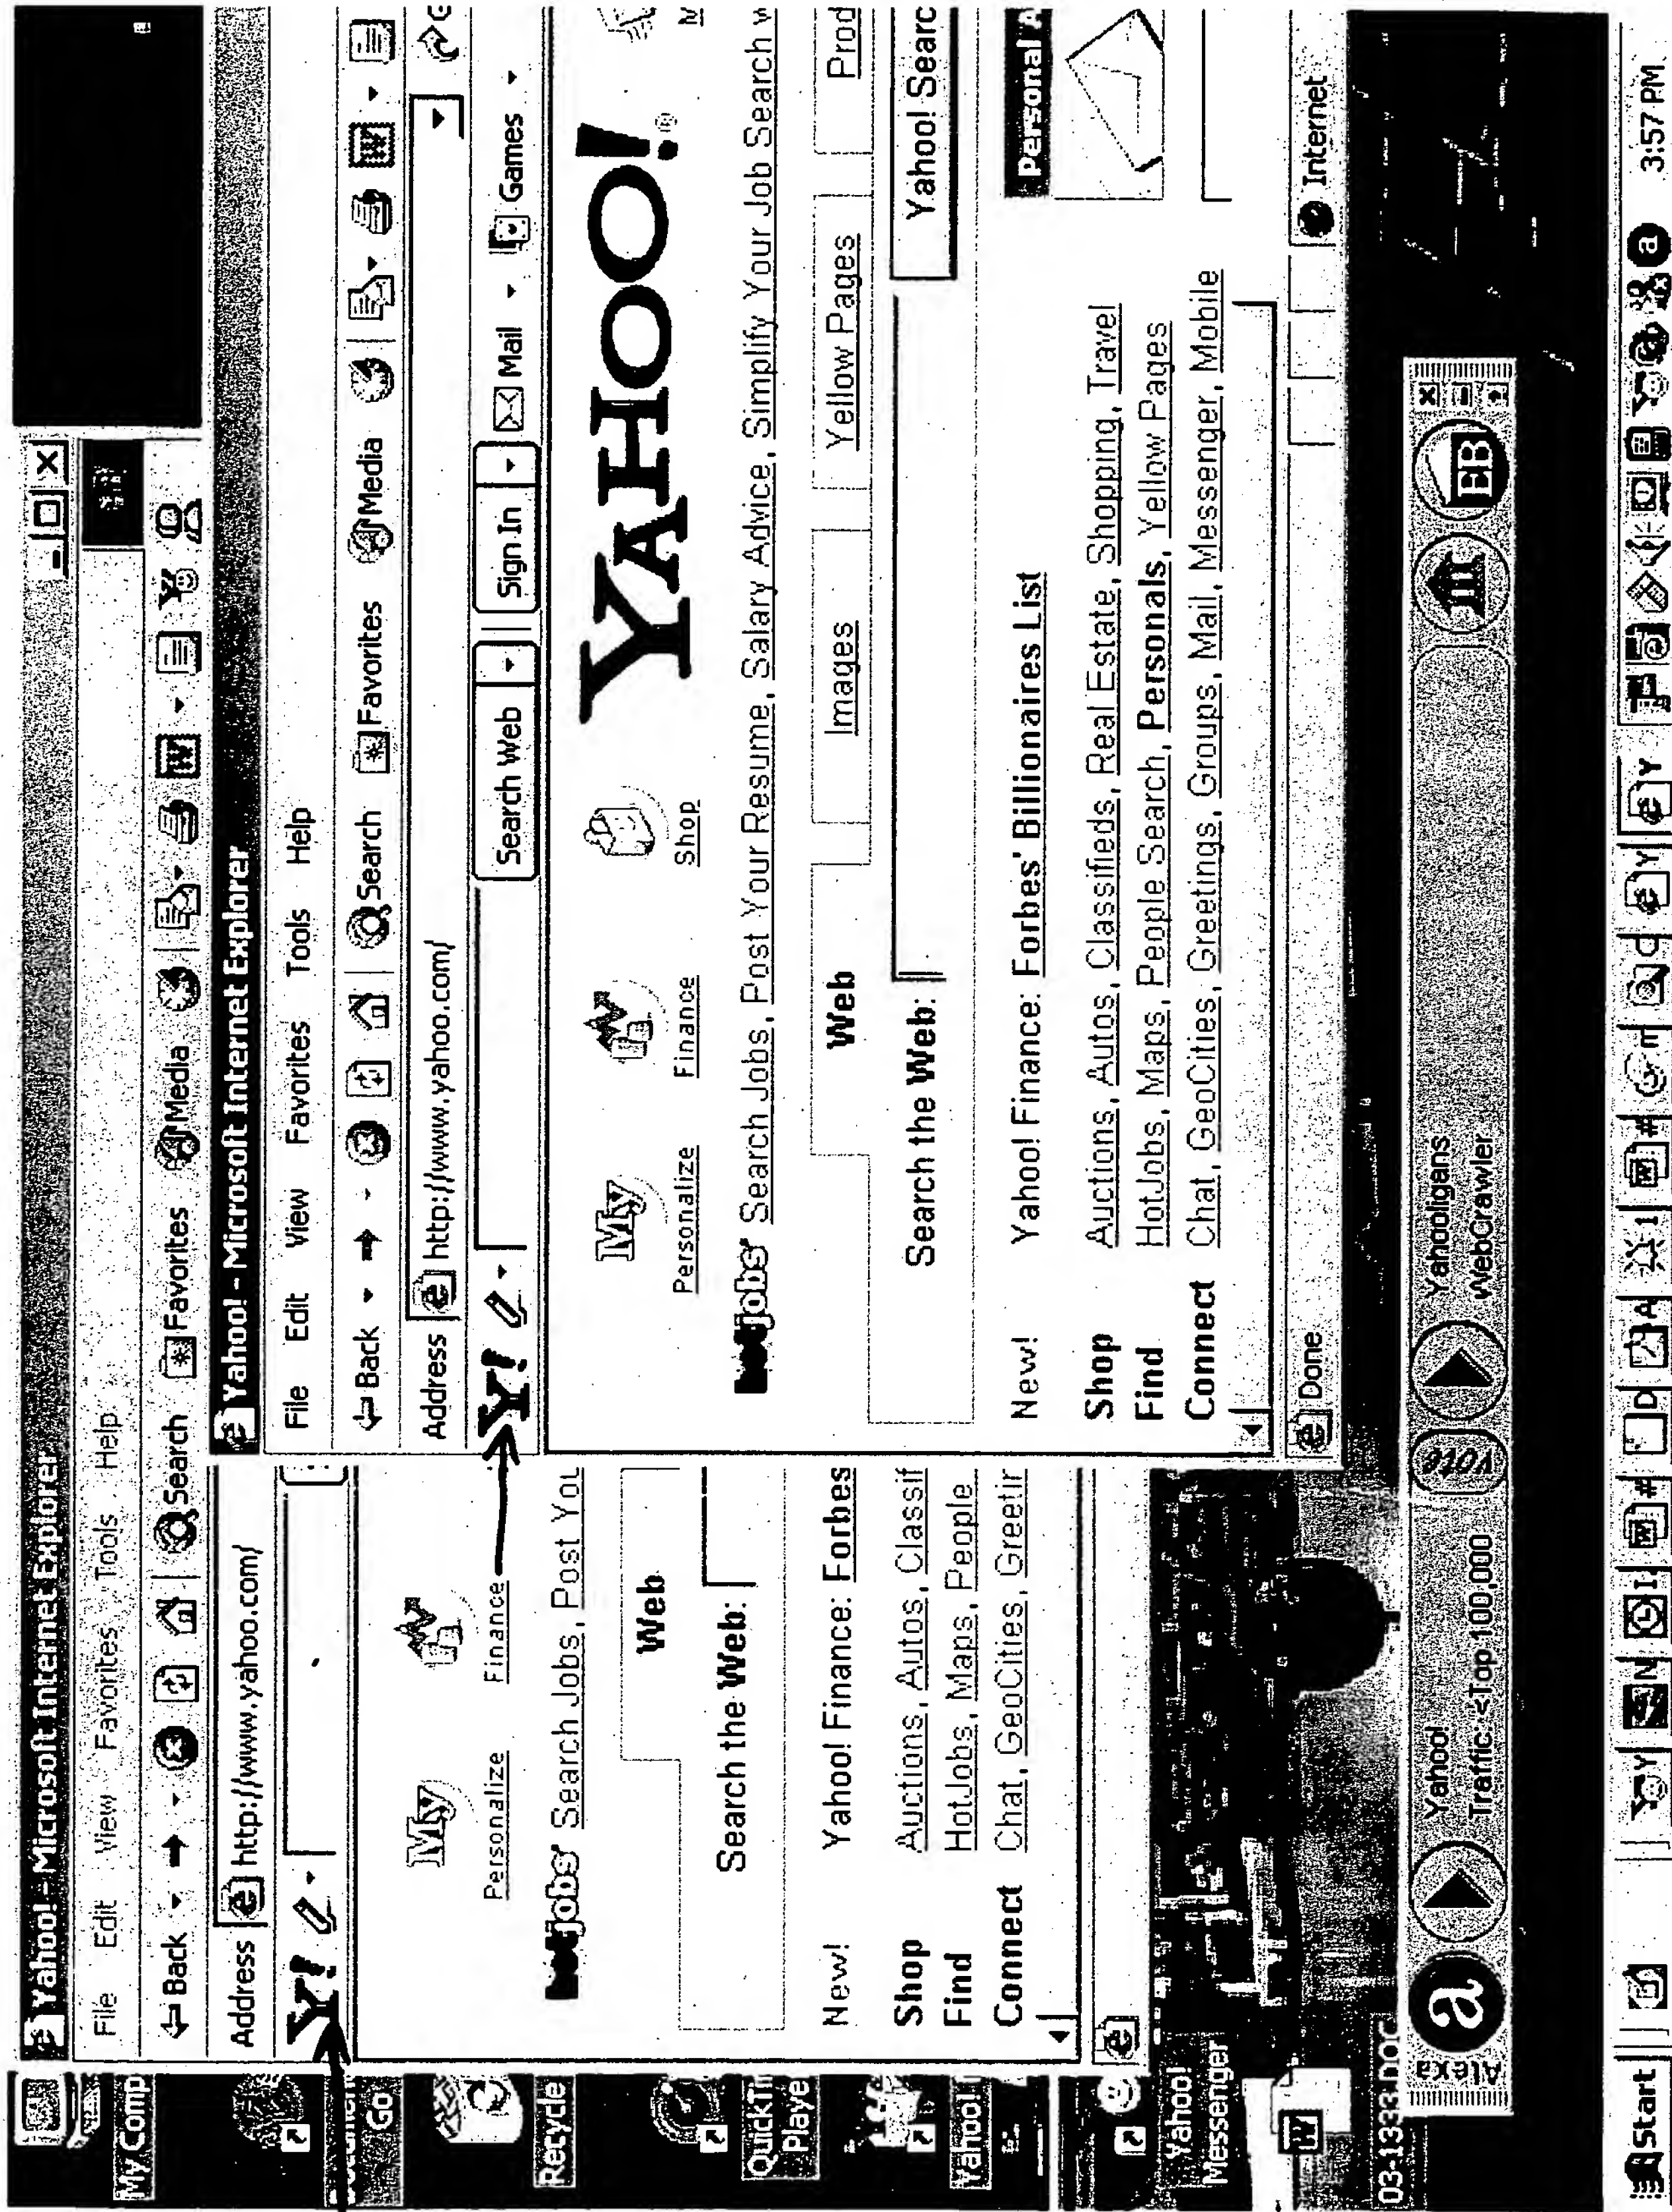 Yahoo! - Microsoft Internet Explorer
File Edit View Favorites Tools Help
Back Search Favorites Media
Address http://www.yahoo.com/
Y!
My
Personalize Finance
hotjobs Search Jobs, Post You
Web
Search the Web:
New! Yahoo! Finance: Forbes
Shop Auctions, Autos, Classif
Find HotJobs, Maps, People
Connect Chat, GeoCities, Greetin
Yahoo! - Microsoft Internet Explorer
File Edit View Favorites Tools Help
Back Search Favorites Media
Address http://www.yahoo.com/
Y! Search Web Sign In Mail Games
My YAHOO!
Personalize Finance Shop
hotjobs Search Jobs, Post Your Resume, Salary Advice, Simplify Your Job Search w
Web Images Yellow Pages Prod
Search the Web: Yahoo! Searc
New! Yahoo! Finance: Forbes' Billionaires List
Personal A
Shop Auctions, Autos, Classifieds, Real Estate, Shopping, Travel
Find HotJobs, Maps, People Search, Personals, Yellow Pages
Connect Chat, GeoCities, Greetings, Groups, Mail, Messenger, Mobile
Done Internet
My Comp
Go
Recycle
QuickTi
Playe
Yahoo!
Yahoo!
Messenger
03-1333.DOC
Alexa a Yahoo!
Traffic: <Top 100,000
vote
Yahooligans
WebCrawler
EB
Start Y N I # D A 1 # m C Y Y 3:57 PM